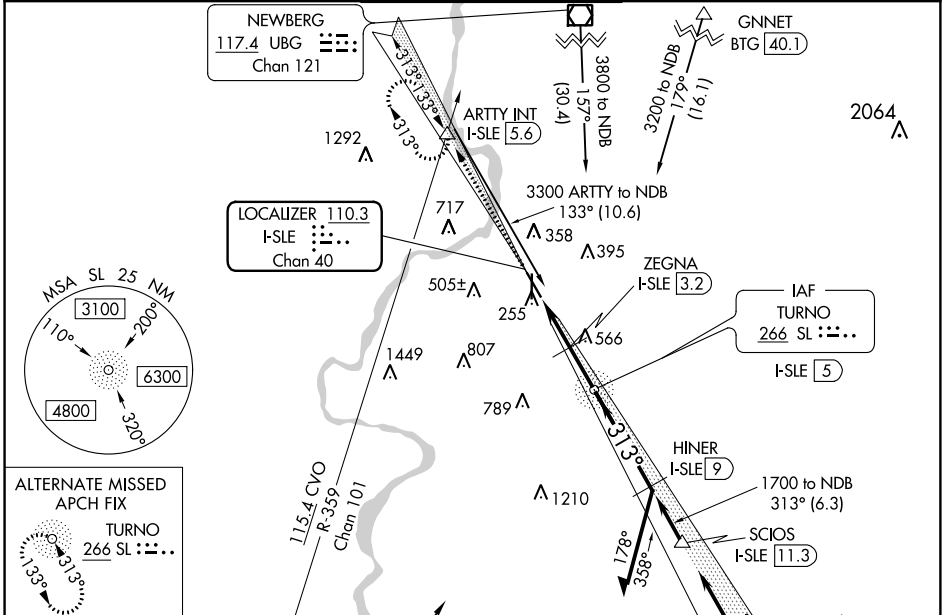 NEWBERG
117.4 UBG
Chan 121
313°
133°
313°
ARTTY INT
I-SLE 5.6
3800 to NDB
157°
(30.4)
GNNET
BTG 40.1
3200 to NDB
179°
(16.1)
2064
1292
3300 ARTTY to NDB
133° (10.6)
LOCALIZER 110.3
I-SLE
Chan 40
717
358
395
ZEGNA
I-SLE 3.2
505±
255
566
IAF
TURNO
266 SL
I-SLE 5
MSA SL 25 NM
3100
110°
200°
6300
4800
320°
1449
807
789
313°
HINER
I-SLE 9
1700 to NDB
313° (6.3)
SCIOS
I-SLE 11.3
1210
178°
358°
115.4 CVO
R-359
Chan 101
ALTERNATE MISSED
APCH FIX
TURNO
266 SL
313°
133°